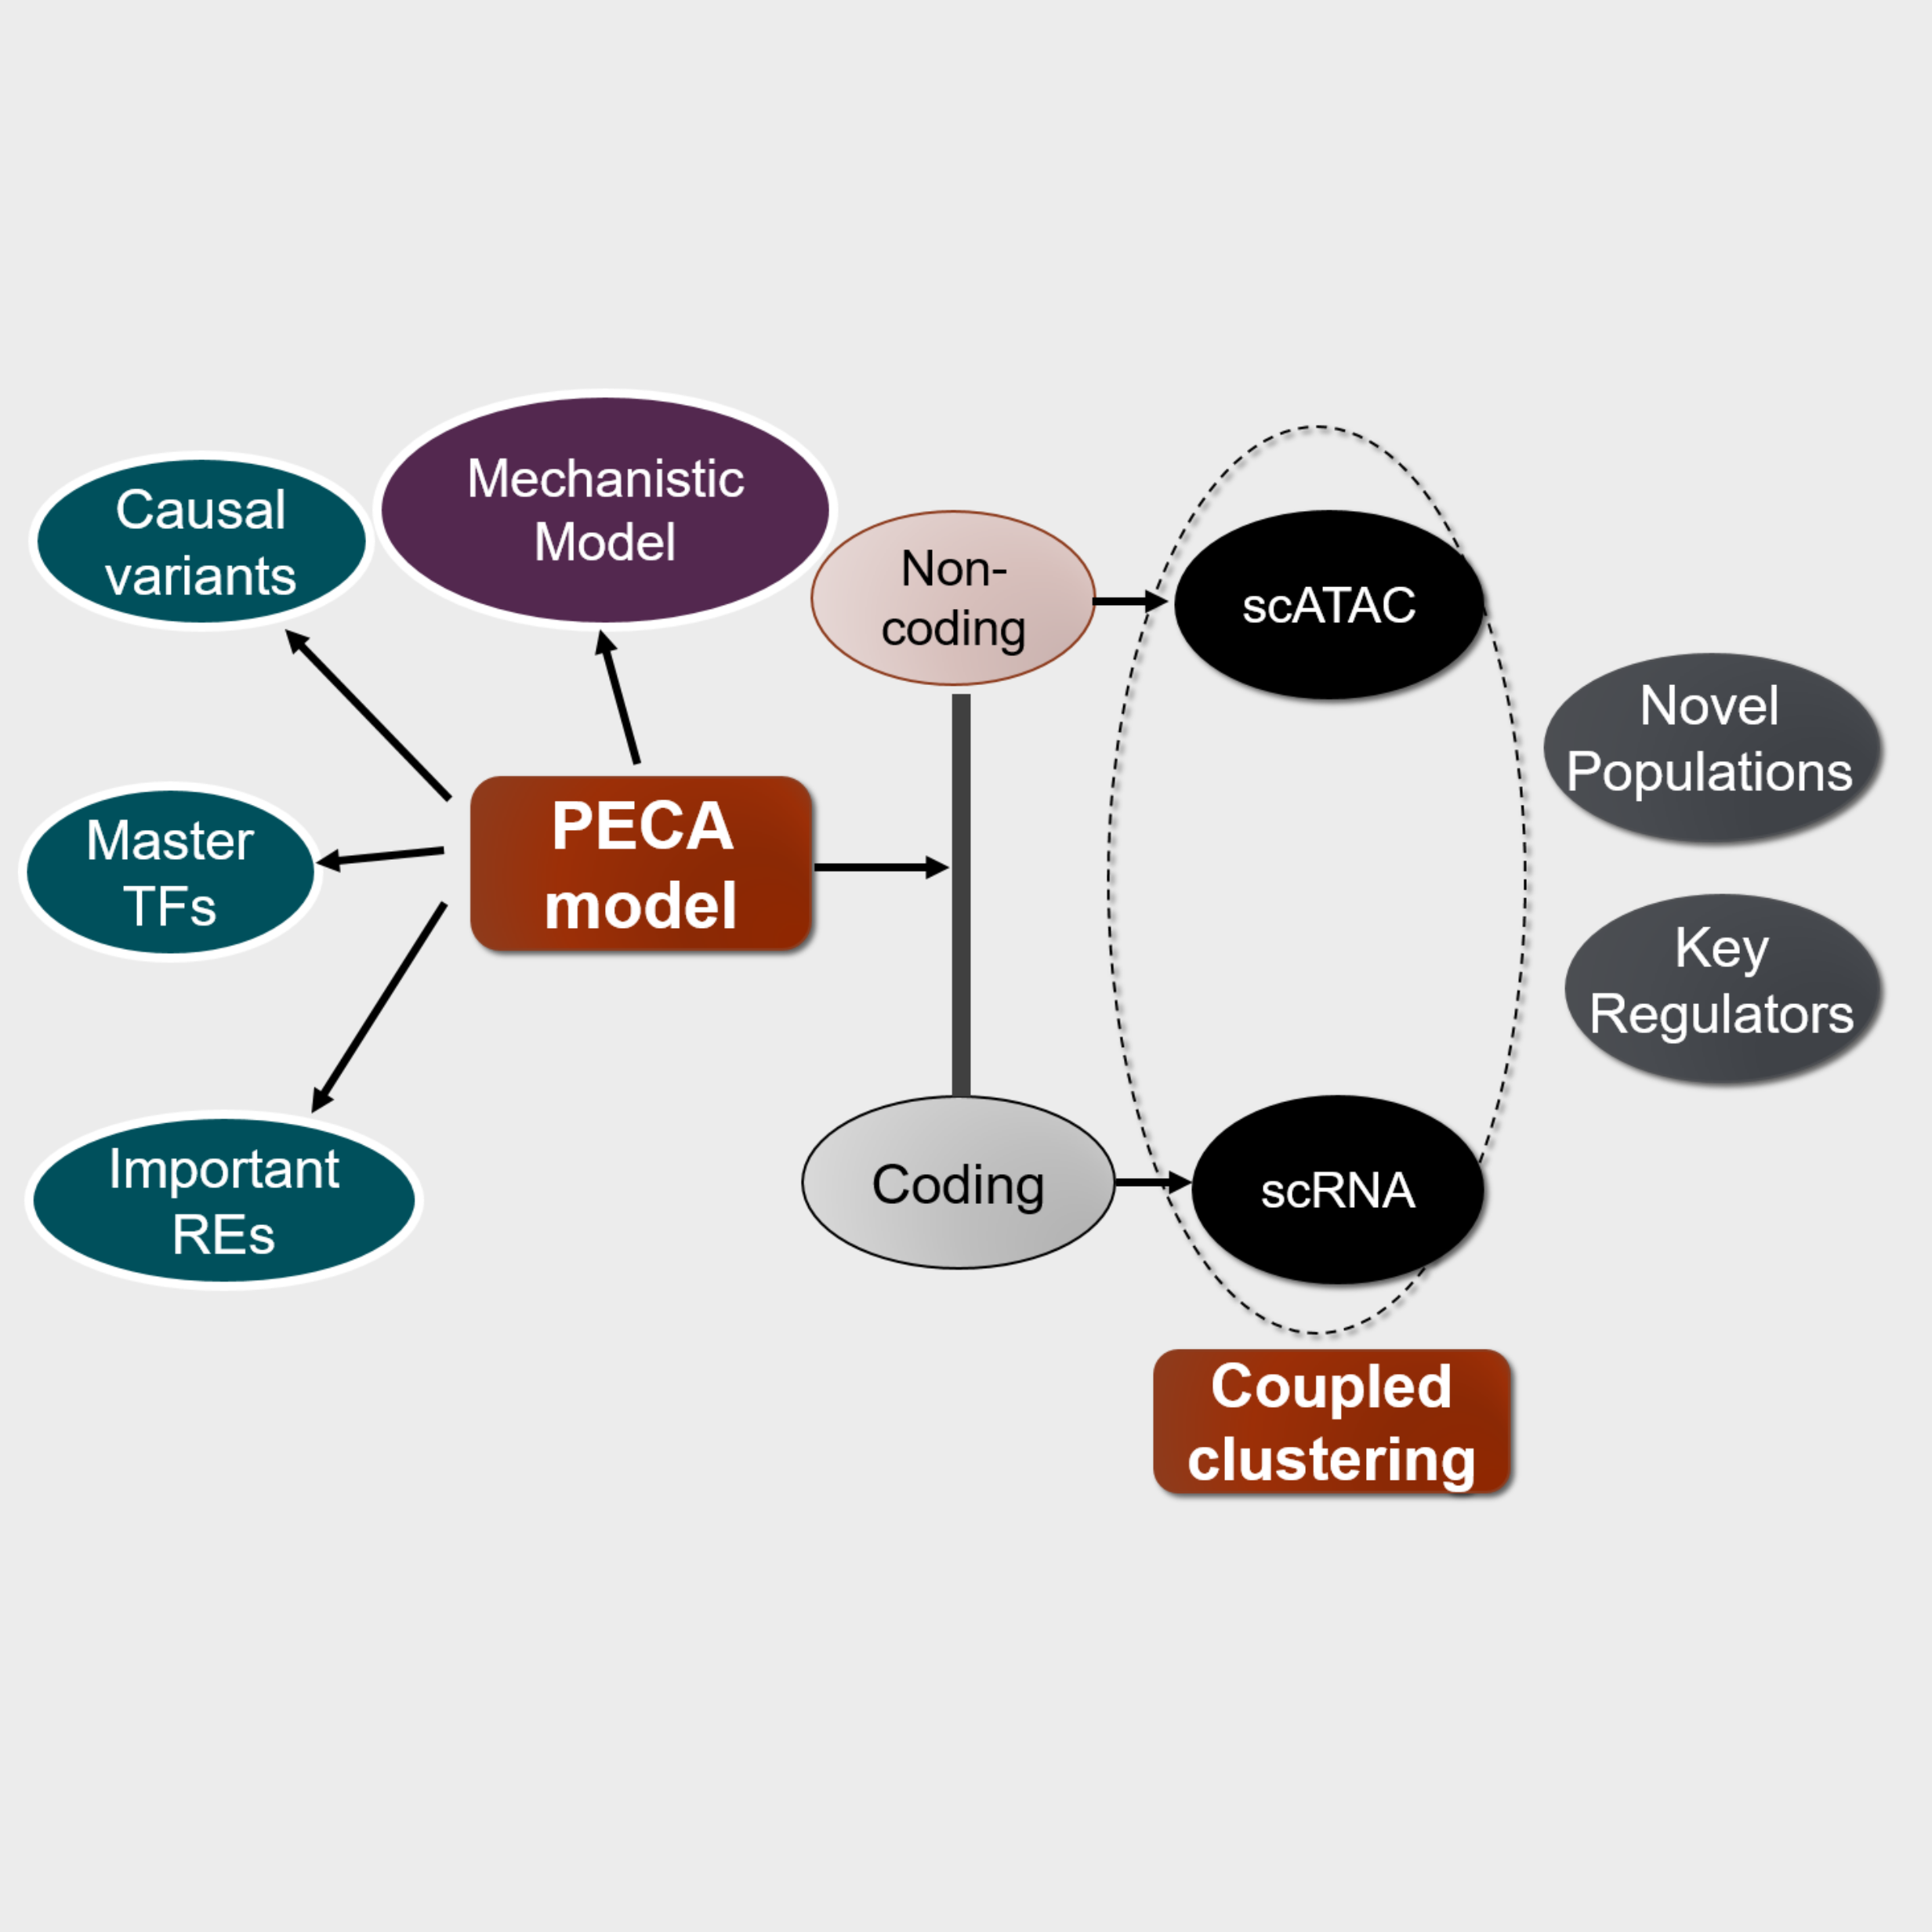 Causal
variants
Mechanistic
Model
Non-
coding
scATAC
Novel
Populations
Master
TFs
PECA
model
Key
Regulators
Important
REs
Coding
scRNA
Coupled
clustering